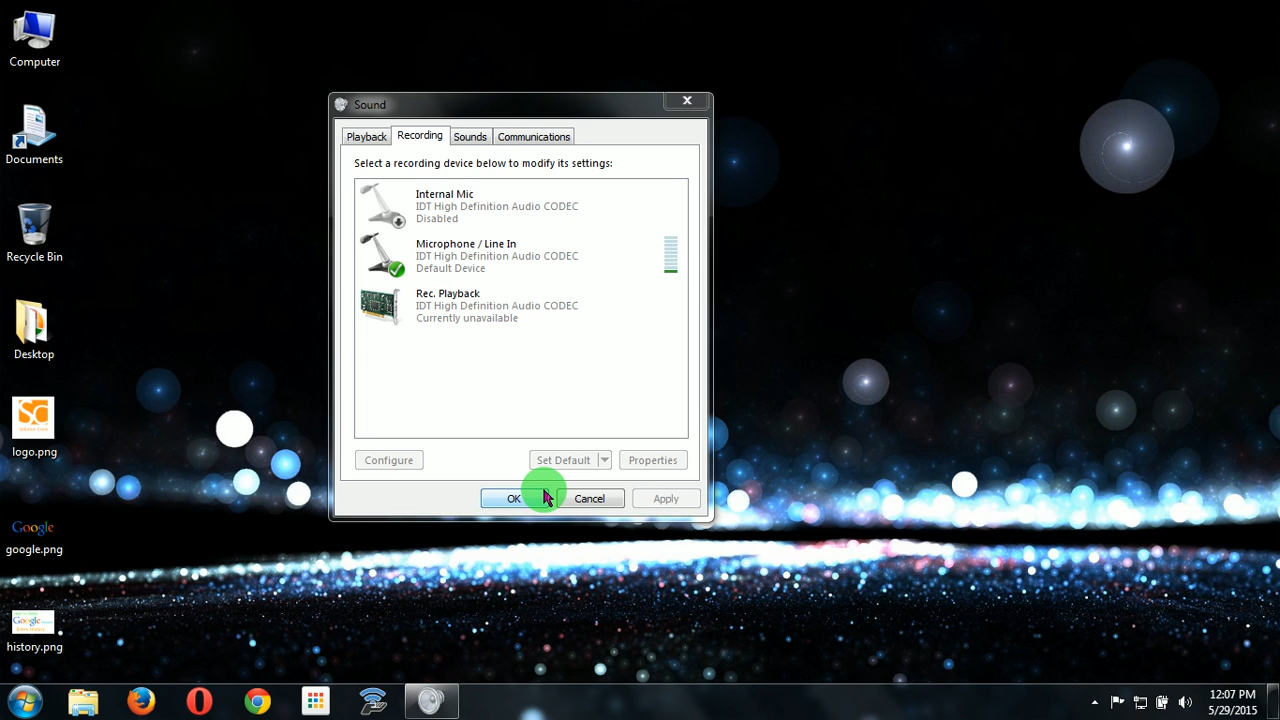 Computer
Documents
Recycle Bin
Desktop
SC
logo.png
Google
google.png
Google
history.png
Sound
Playback
Recording
Sounds
Communications
Select a recording device below to modify its settings:
Internal Mic
IDT High Definition Audio CODEC
Disabled
Microphone / Line In
IDT High Definition Audio CODEC
Default Device
Rec. Playback
IDT High Definition Audio CODEC
Currently unavailable
Configure
Set Default
Properties
OK
Cancel
Apply
12:07 PM
5/29/2015